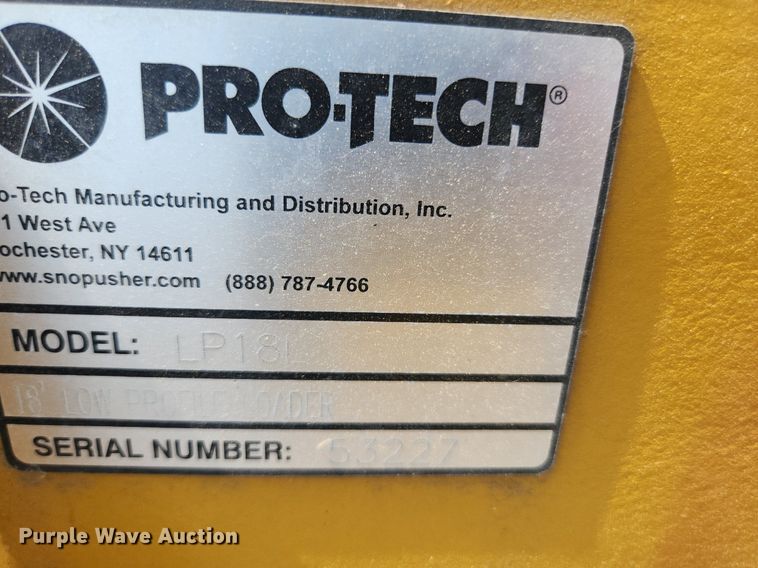 PRO-TECH®
o-Tech Manufacturing and Distribution, Inc.
1 West Ave
ochester, NY 14611
www.snopusher.com (888) 787-4766
MODEL: LP18L
18' LOW PROFILE LOADER
SERIAL NUMBER: 53227
Purple Wave Auction